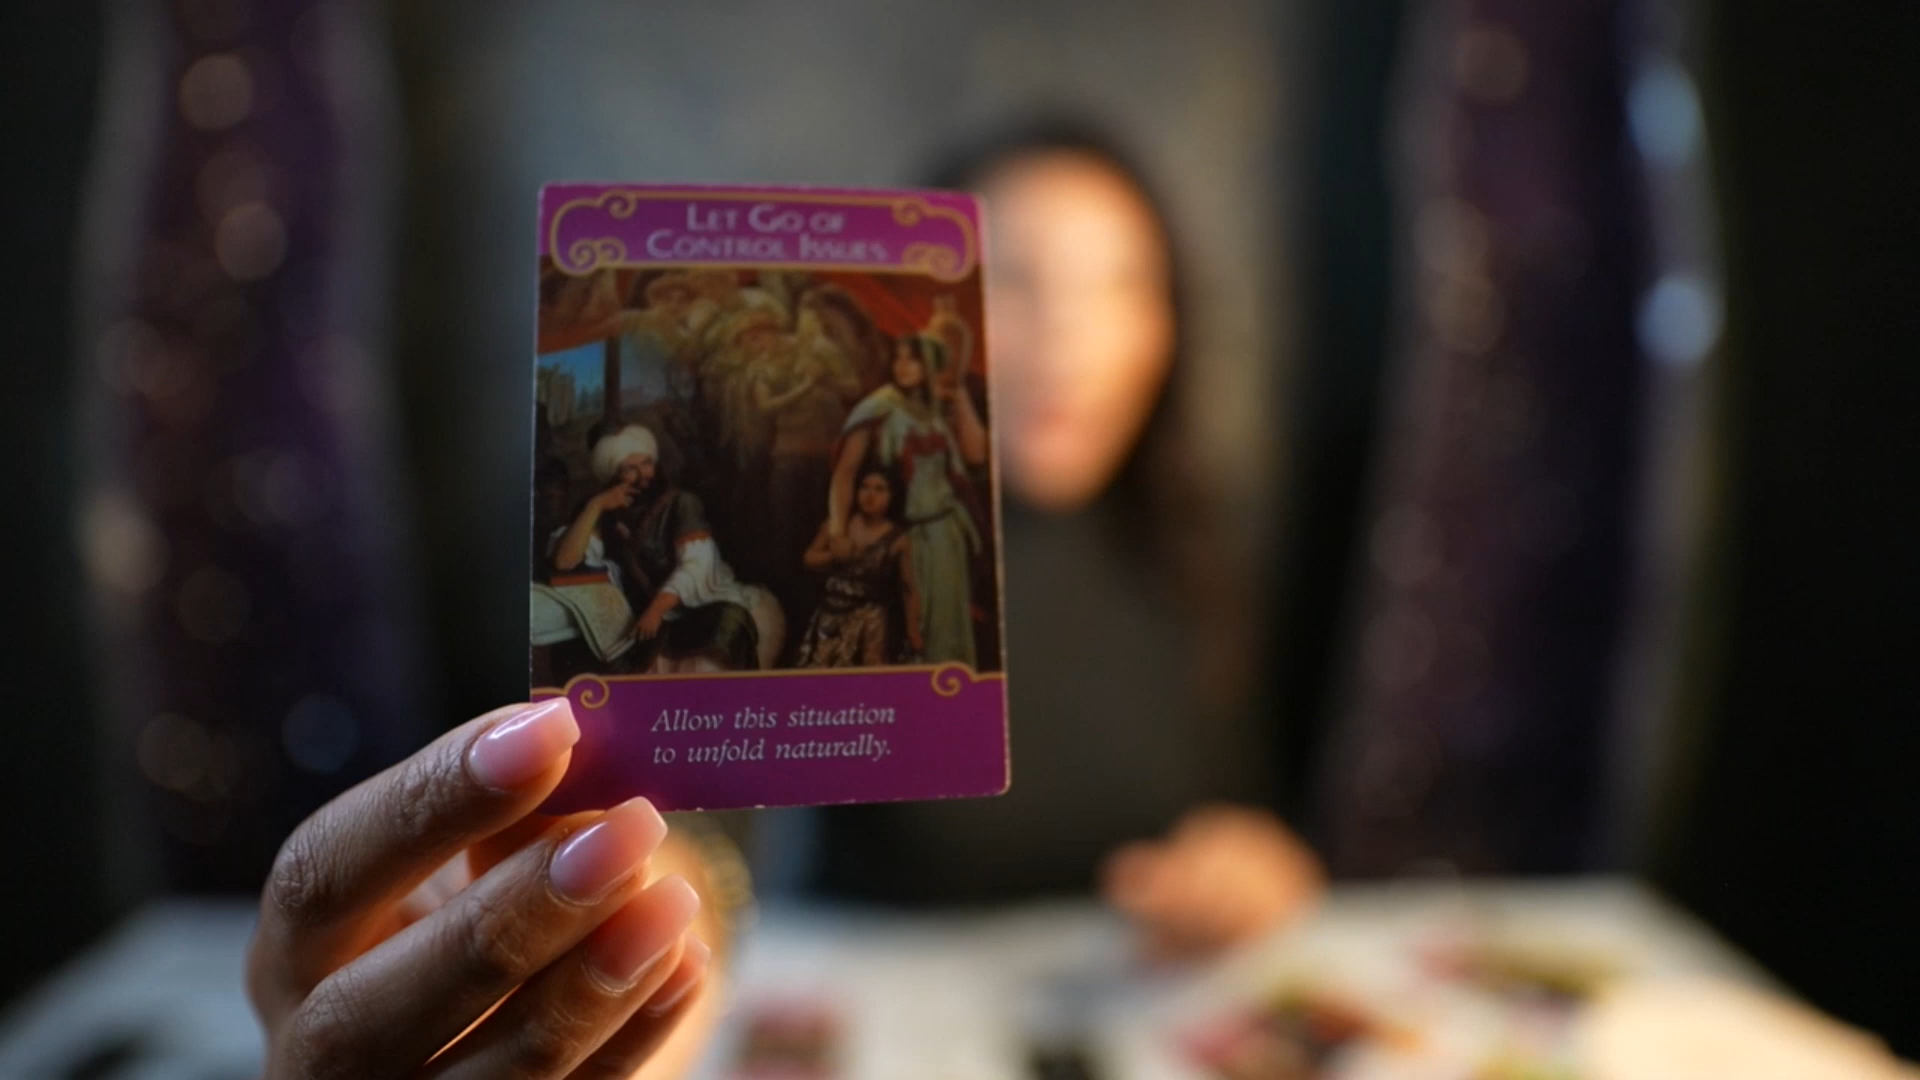 LET GO OF
CONTROL ISSUES
Allow this situation
to unfold naturally.